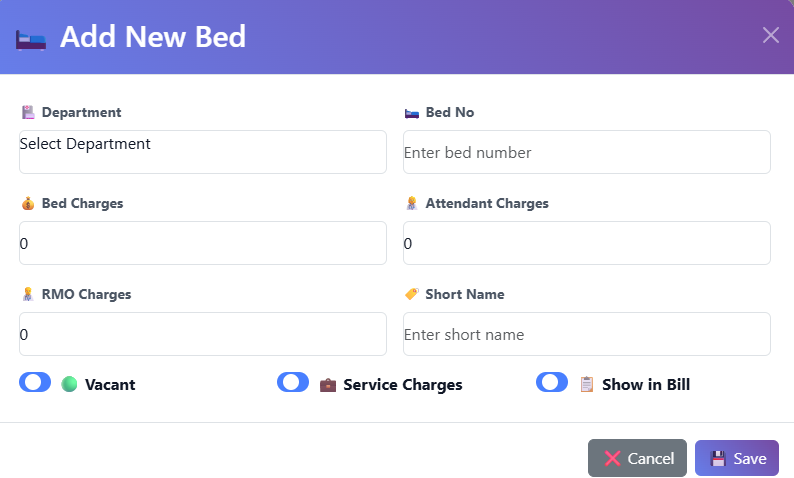 Add New Bed
Department
Bed No
Select Department
Enter bed number
Bed Charges
Attendant Charges
0
0
RMO Charges
Short Name
0
Enter short name
Vacant
Service Charges
Show in Bill
Cancel
Save